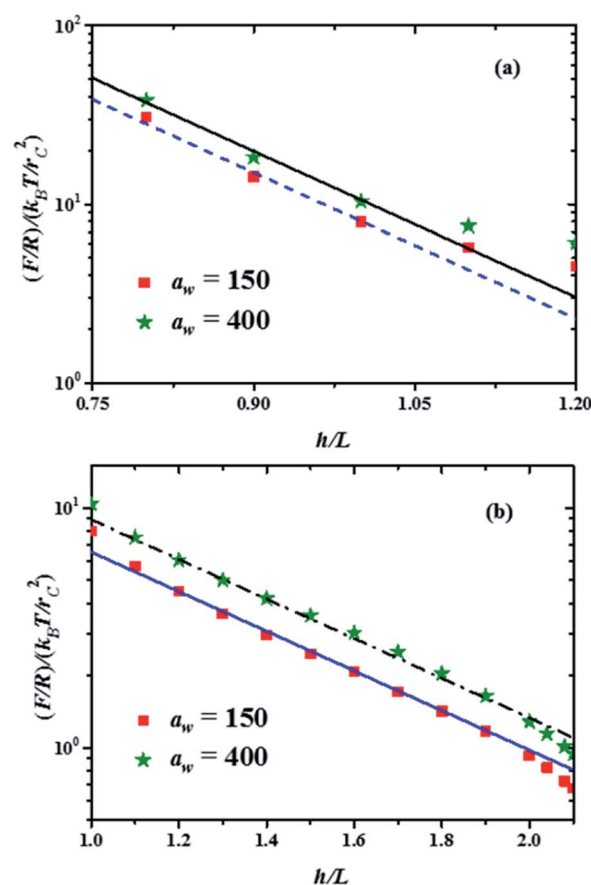 10²
(a)
(F/R)/(k_BT/r_C²)
10¹
a_w = 150
a_w = 400
10⁰
0.75 0.90 1.05 1.20
h/L
(b)
10¹
(F/R)/(k_BT/r_C²)
a_w = 150
a_w = 400
10⁰
1.0 1.2 1.4 1.6 1.8 2.0
h/L